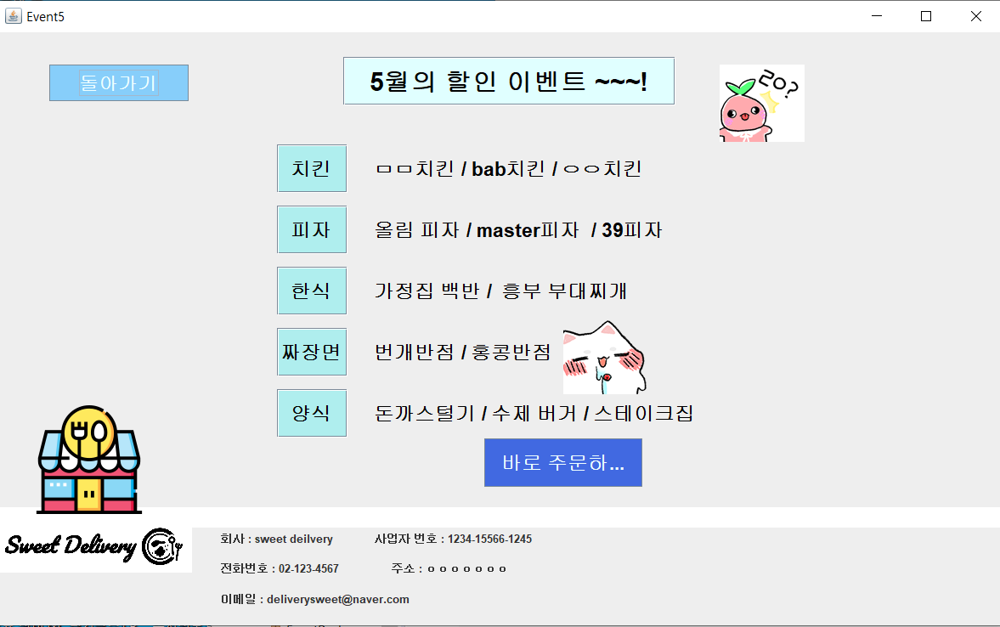 Event5
돌아가기
5월의 할인 이벤트 ~~~!
라오?
치킨 ㅁㅁ치킨 / bab치킨 / ㅇㅇ치킨
피자 올림 피자 / master피자 / 39피자
한식 가정집 백반 / 흥부 부대찌개
짜장면 번개반점 / 홍콩반점
양식 돈까스털기 / 수제 버거 / 스테이크집
바로 주문하...
Sweet Delivery
회사 : sweet deilvery 사업자 번호 : 1234-15566-1245
전화번호 : 02-123-4567 주소 : ㅇㅇㅇㅇㅇㅇㅇ
이메일 : deliverysweet@naver.com